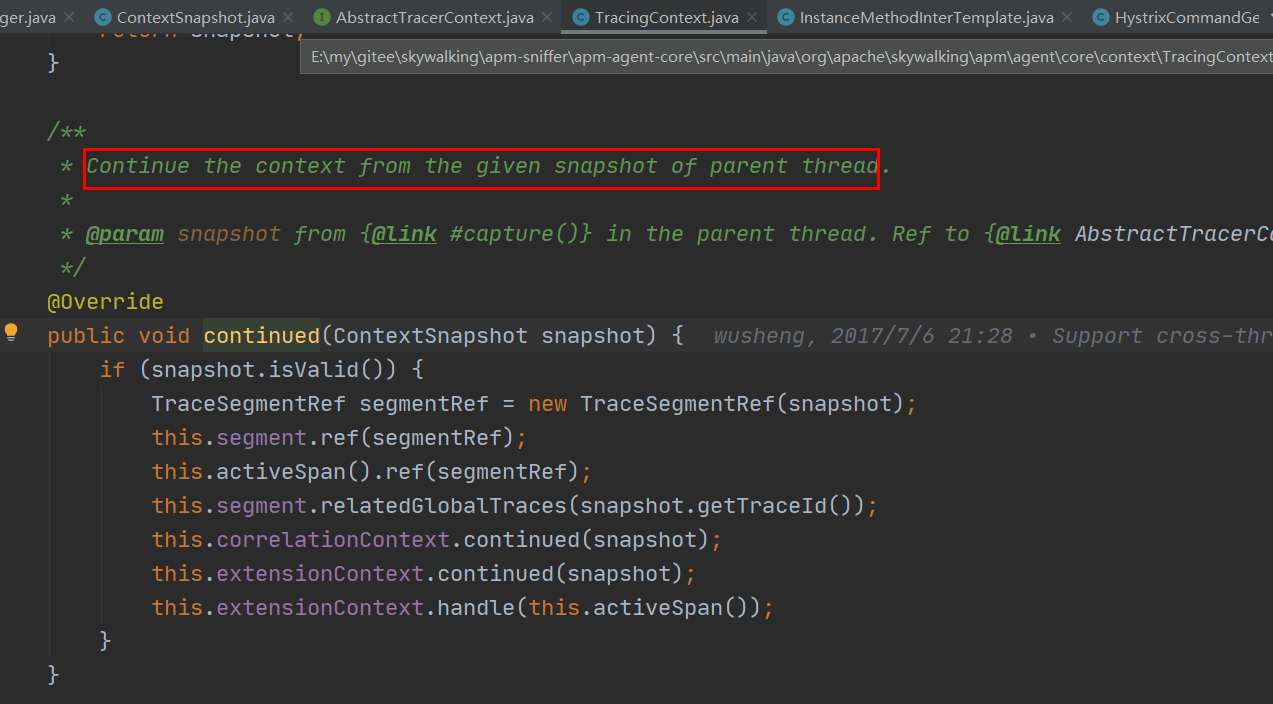 ger.java × ContextSnapshot.java × AbstractTracerContext.java × TracingContext.java × InstanceMethodInterTemplate.java × HystrixCommandGe
return snapshot;
E:\my\gitee\skywalking\apm-sniffer\apm-agent-core\src\main\java\org\apache\skywalking\apm\agent\core\context\TracingContext
}
/**
* Continue the context from the given snapshot of parent thread.
*
* @param snapshot from {@link #capture()} in the parent thread. Ref to {@link AbstractTracerCo
*/
@Override
public void continued(ContextSnapshot snapshot) { wusheng, 2017/7/6 21:28 • Support cross-thr
if (snapshot.isValid()) {
TraceSegmentRef segmentRef = new TraceSegmentRef(snapshot);
this.segment.ref(segmentRef);
this.activeSpan().ref(segmentRef);
this.segment.relatedGlobalTraces(snapshot.getTraceId());
this.correlationContext.continued(snapshot);
this.extensionContext.continued(snapshot);
this.extensionContext.handle(this.activeSpan());
}
}